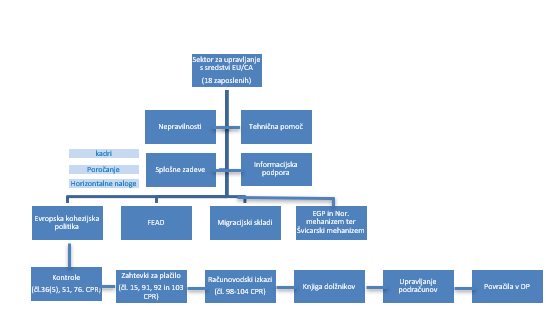 Sektor za upravljanje
s sredstvi EU/CA
(18 zaposlenih)
Nepravilnosti
Tehnična pomoč
kadri
Poročanje
Horizontalne naloge
Splošne zadeve
Informacijska
podpora
Evropska kohezijska
politika
FEAD
Migracijski skladi
EGP in Nor.
mehanizem ter
Švicarski mehanizem
Kontrole
(čl.36(5), 51, 76. CPR)
Zahtevki za plačilo
(čl. 15, 91, 92 in 103
CPR)
Računovodski izkazi
(čl. 98-104 CPR)
Knjiga dolžnikov
Upravljanje
podračunov
Povračila v DP